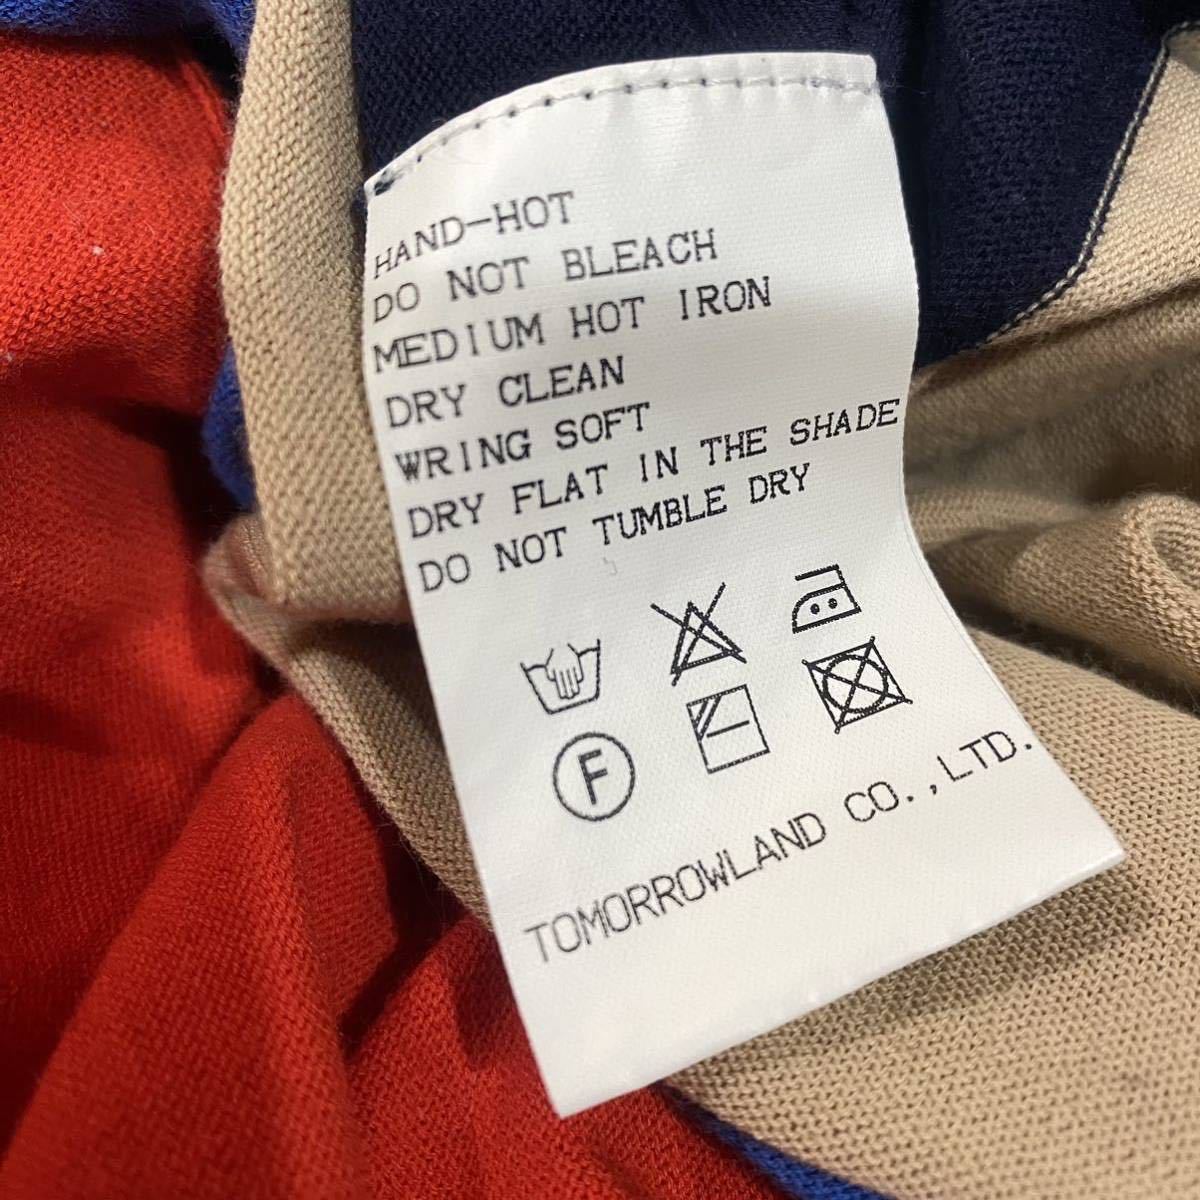 HAND-HOT
DO NOT BLEACH
MEDIUM HOT IRON
DRY CLEAN
WRING SOFT
DRY FLAT IN THE SHADE
DO NOT TUMBLE DRY
F
TOMORROWLAND CO.,LTD.